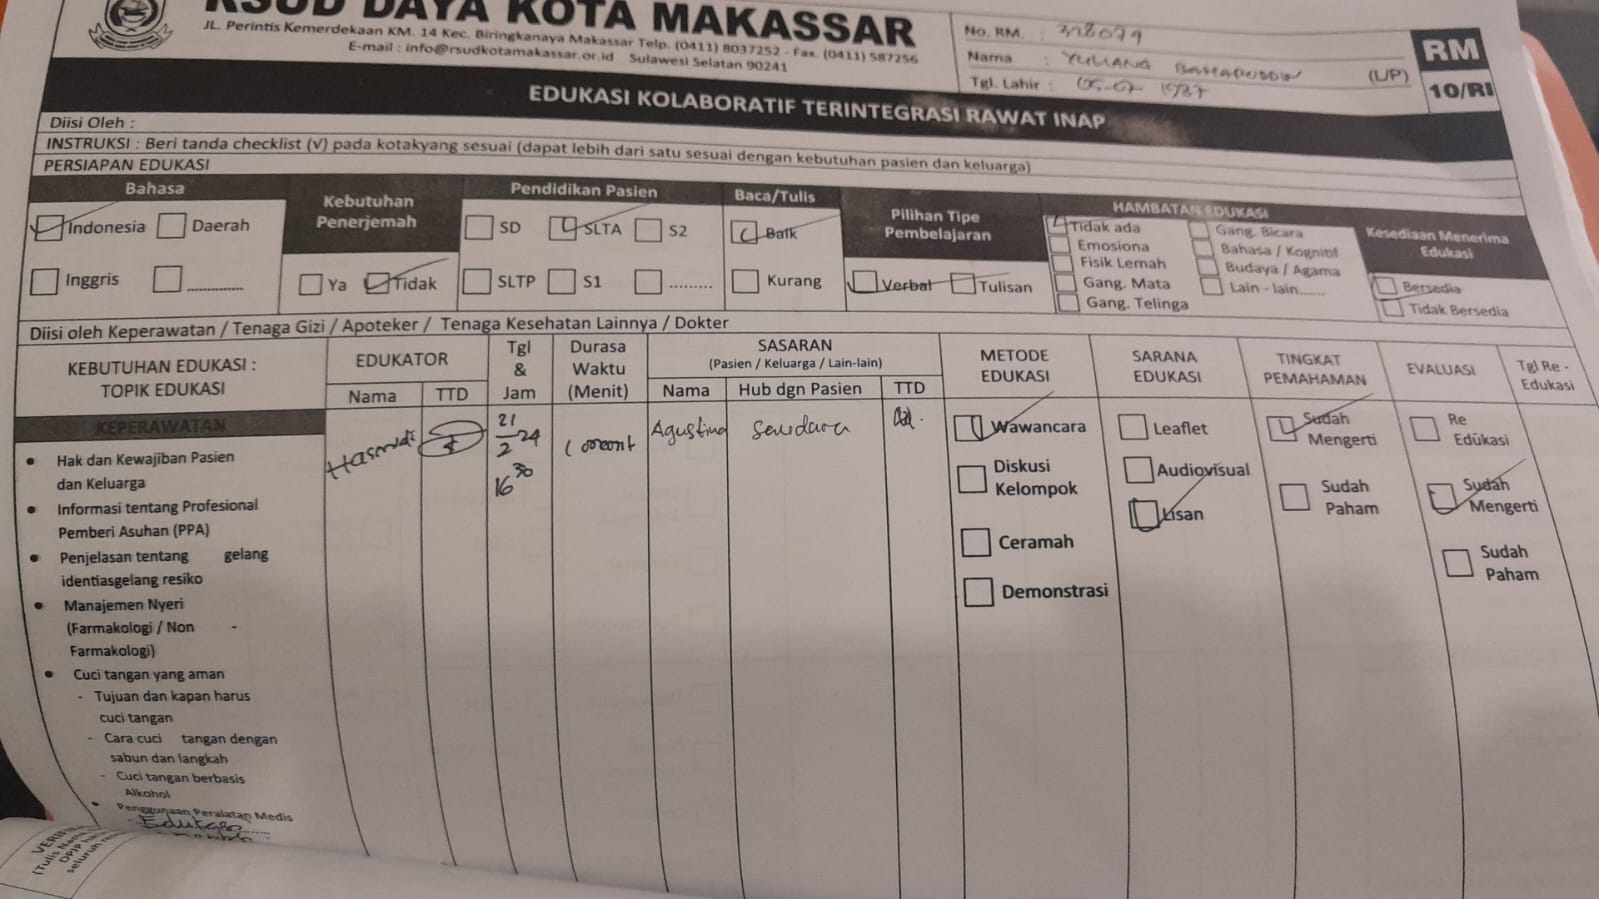 RSUD DAYA KOTA MAKASSAR
JL. Perintis Kemerdekaan KM. 14 Kec. Biringkanaya Makassar Telp. (0411) 8037252 - Fax. (0411) 587256
E-mail : info@rsudkotamakassar.or.id Sulawesi Selatan 90241
No. RM. : 328079
Nama : YULIANA
(L/P)
Tgl. Lahir : 05-07 1987
RM
10/RI
EDUKASI KOLABORATIF TERINTEGRASI RAWAT INAP
Diisi Oleh :
INSTRUKSI : Beri tanda checklist (√) pada kotakyang sesuai (dapat lebih dari satu sesuai dengan kebutuhan pasien dan keluarga)
PERSIAPAN EDUKASI
Bahasa
Indonesia Daerah
Inggris ..............
Kebutuhan
Penerjemah
Ya Tidak
Pendidikan Pasien
SD SLTA S2
SLTP S1 .........
Baca/Tulis
Baik
Kurang
Pilihan Tipe
Pembelajaran
Verbal Tulisan
HAMBATAN EDUKASI
Tidak ada Gang. Bicara
Emosiona Bahasa / Kognitif
Fisik Lemah Budaya / Agama
Gang. Mata Lain - lain......
Gang. Telinga
Kesediaan Menerima
Edukasi
Bersedia
Tidak Bersedia
Diisi oleh Keperawatan / Tenaga Gizi / Apoteker / Tenaga Kesehatan Lainnya / Dokter
KEBUTUHAN EDUKASI :
TOPIK EDUKASI
EDUKATOR
Nama TTD
Tgl
&
Jam
Durasa
Waktu
(Menit)
SASARAN
(Pasien / Keluarga / Lain-lain)
Nama Hub dgn Pasien TTD
METODE
EDUKASI
SARANA
EDUKASI
TINGKAT
PEMAHAMAN
EVALUASI
Tgl Re -
Edukasi
KEPERAWATAN
• Hak dan Kewajiban Pasien
dan Keluarga
• Informasi tentang Profesional
Pemberi Asuhan (PPA)
• Penjelasan tentang gelang
identiasgelang resiko
• Manajemen Nyeri
(Farmakologi / Non -
Farmakologi)
• Cuci tangan yang aman
- Tujuan dan kapan harus
cuci tangan
- Cara cuci tangan dengan
sabun dan langkah
- Cuci tangan berbasis
Alkohol
• Penggunaan Peralatan Medis
- Edukasi
21
2 24
16 30
Agustina
Saudara
Wawancara
Diskusi
Kelompok
Ceramah
Demonstrasi
Leaflet
Audiovisual
Lisan
Sudah
Mengerti
Sudah
Paham
Re
Edukasi
Sudah
Mengerti
Sudah
Paham
(Tulis Nama
DPJP